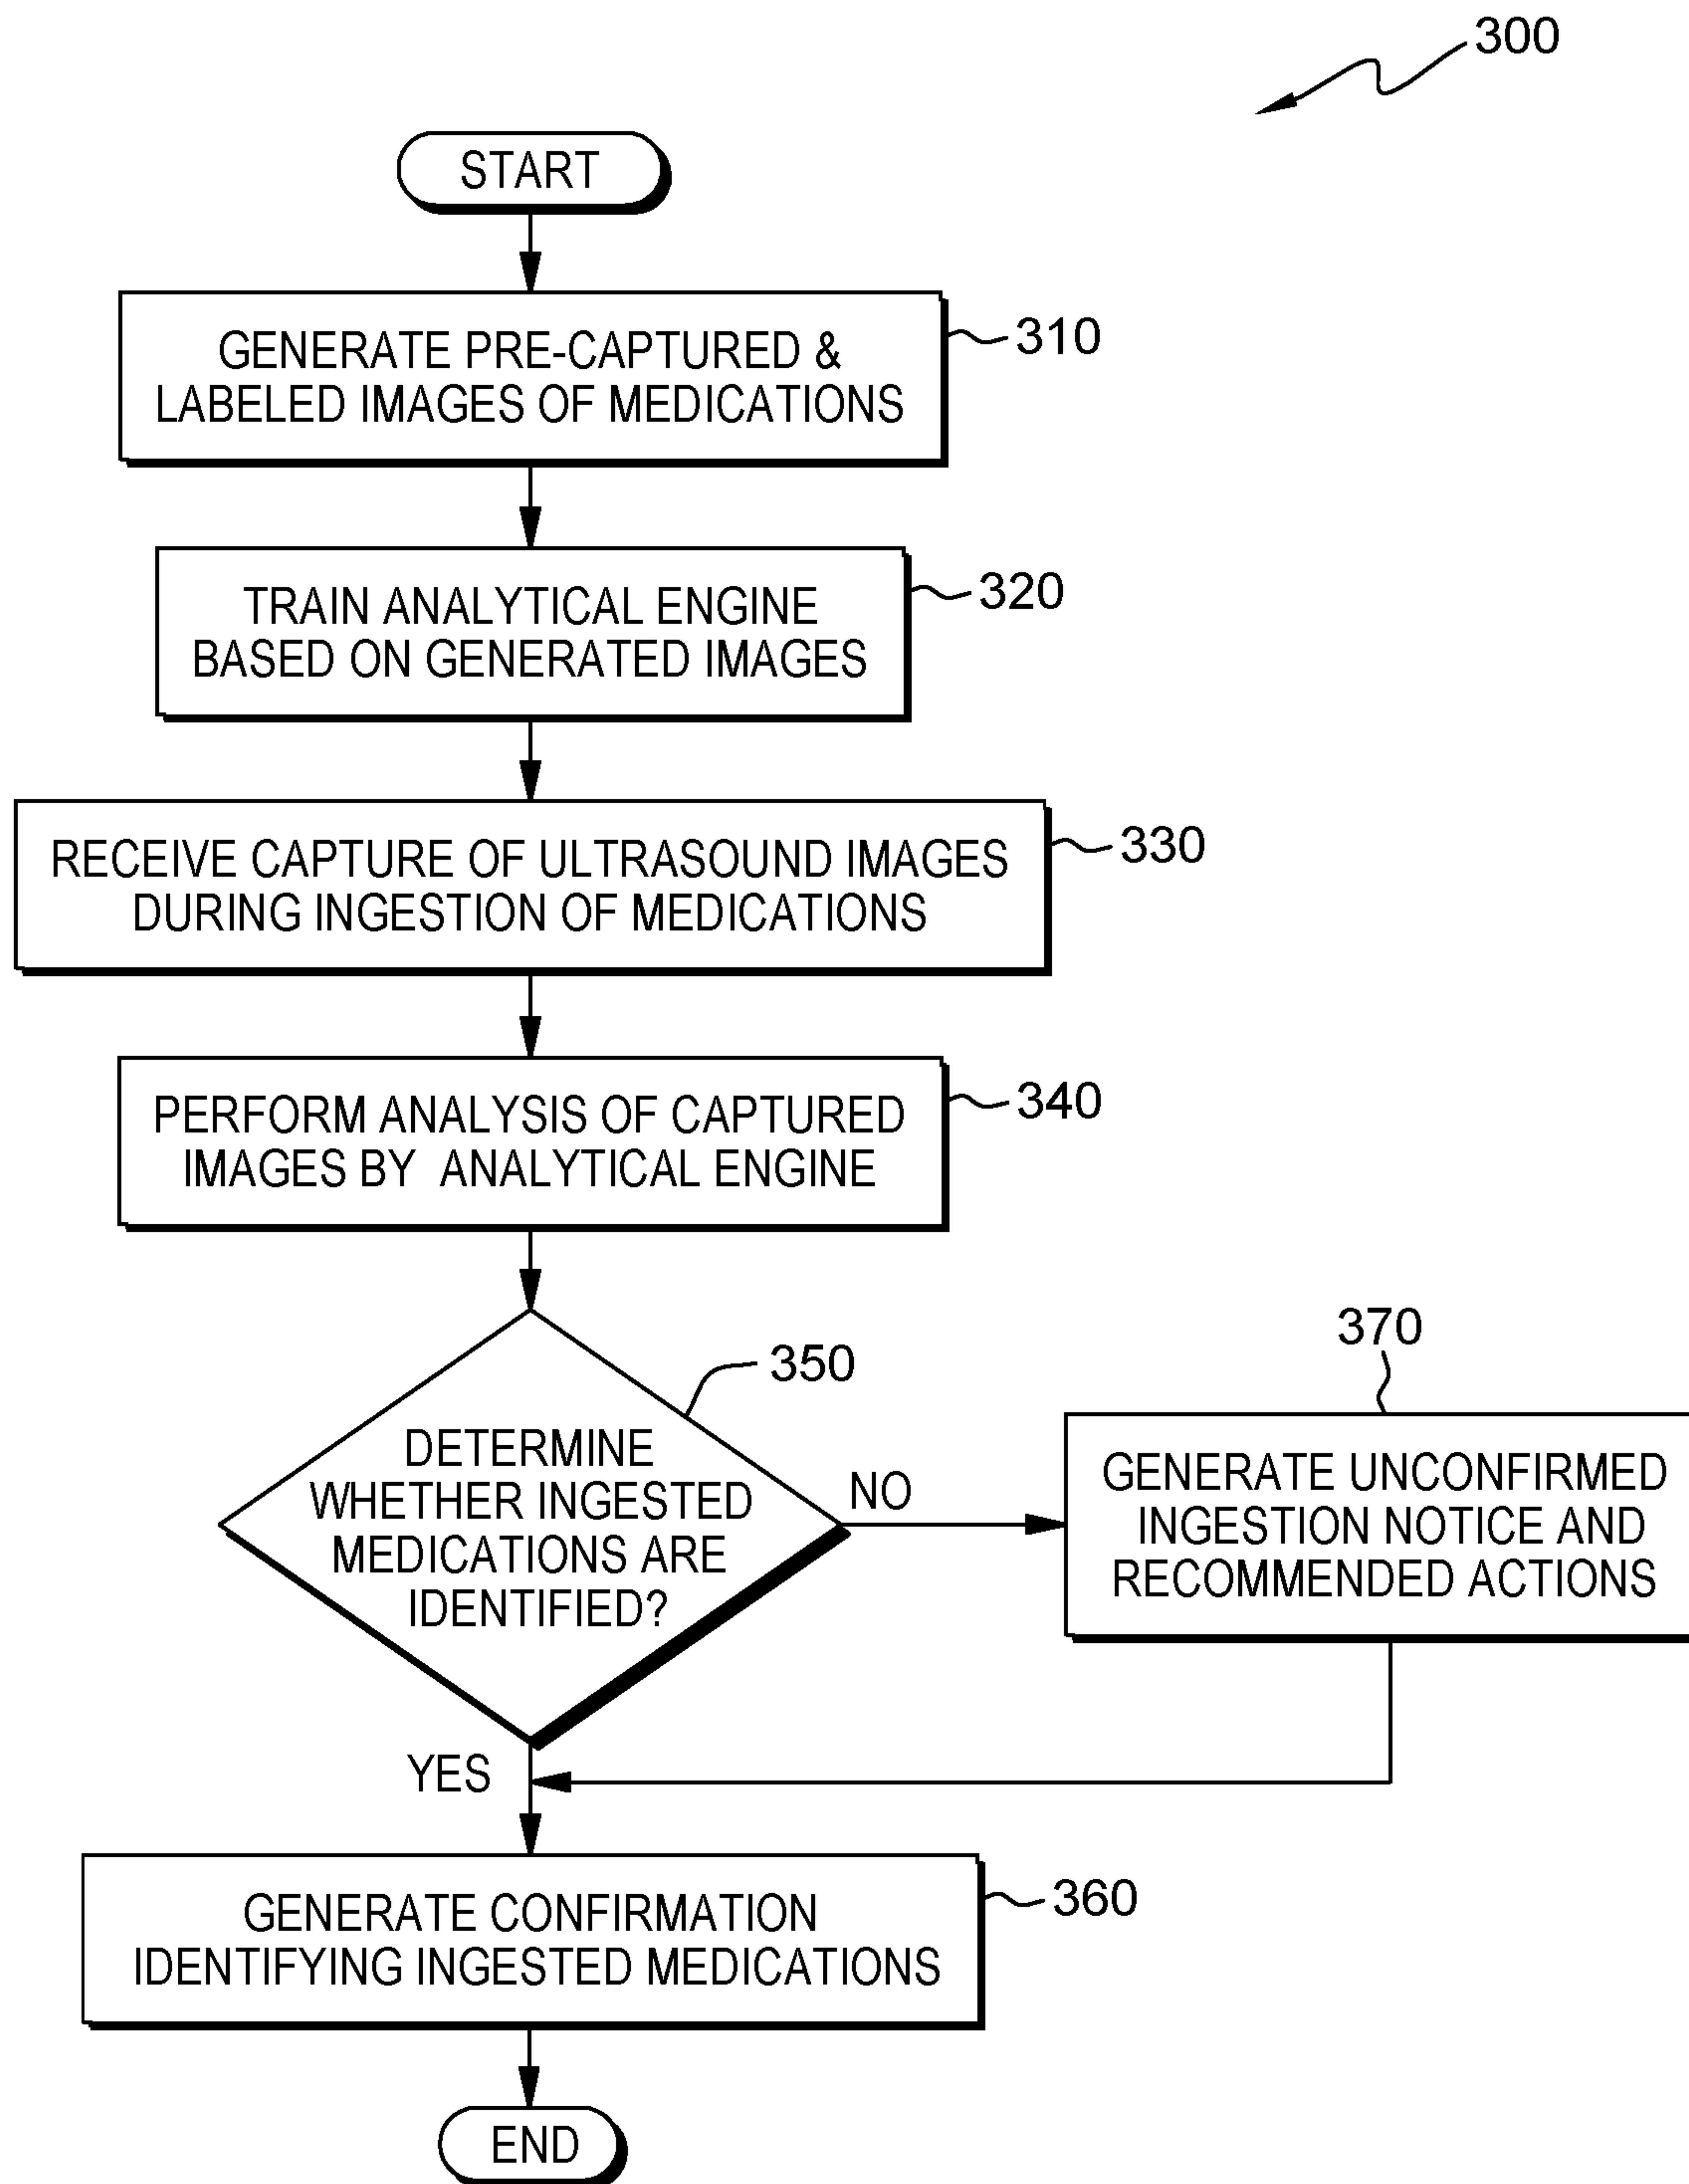 300
START
GENERATE PRE-CAPTURED &
LABELED IMAGES OF MEDICATIONS
310
TRAIN ANALYTICAL ENGINE
BASED ON GENERATED IMAGES
320
RECEIVE CAPTURE OF ULTRASOUND IMAGES
DURING INGESTION OF MEDICATIONS
330
PERFORM ANALYSIS OF CAPTURED
IMAGES BY ANALYTICAL ENGINE
340
DETERMINE
WHETHER INGESTED
MEDICATIONS ARE
IDENTIFIED?
350
NO
370
GENERATE UNCONFIRMED
INGESTION NOTICE AND
RECOMMENDED ACTIONS
YES
GENERATE CONFIRMATION
IDENTIFYING INGESTED MEDICATIONS
360
END